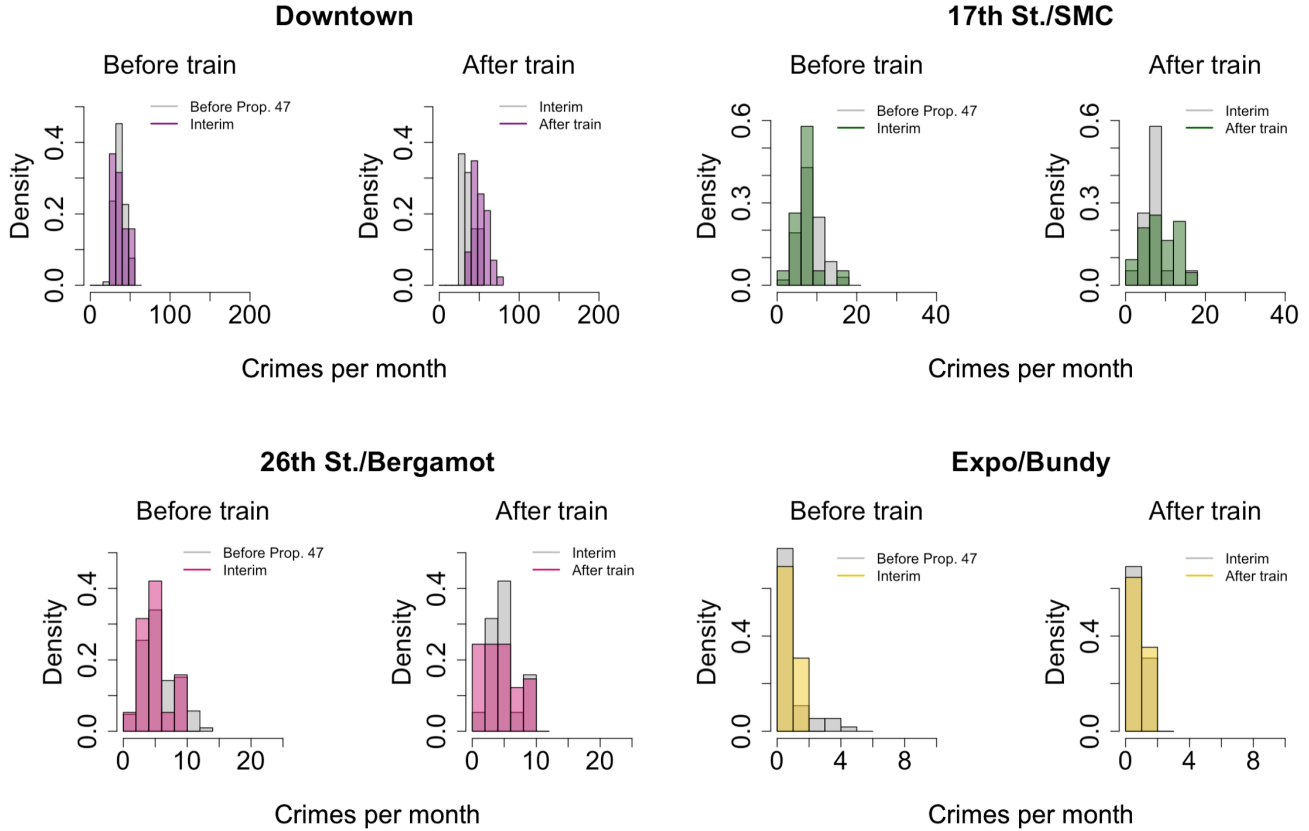 Downtown
Before train
Before Prop. 47
Interim
Density
0.0 0.2 0.4
0 100 200
After train
Interim
After train
Density
0.0 0.2 0.4
0 100 200
Crimes per month
17th St./SMC
Before train
Before Prop. 47
Interim
Density
0.0 0.3 0.6
0 20 40
After train
Interim
After train
Density
0.0 0.3 0.6
0 20 40
Crimes per month
26th St./Bergamot
Before train
Before Prop. 47
Interim
Density
0.0 0.2 0.4
0 10 20
After train
Interim
After train
Density
0.0 0.2 0.4
0 10 20
Crimes per month
Expo/Bundy
Before train
Before Prop. 47
Interim
Density
0.0 0.4
0 4 8
After train
Interim
After train
Density
0.0 0.4
0 4 8
Crimes per month